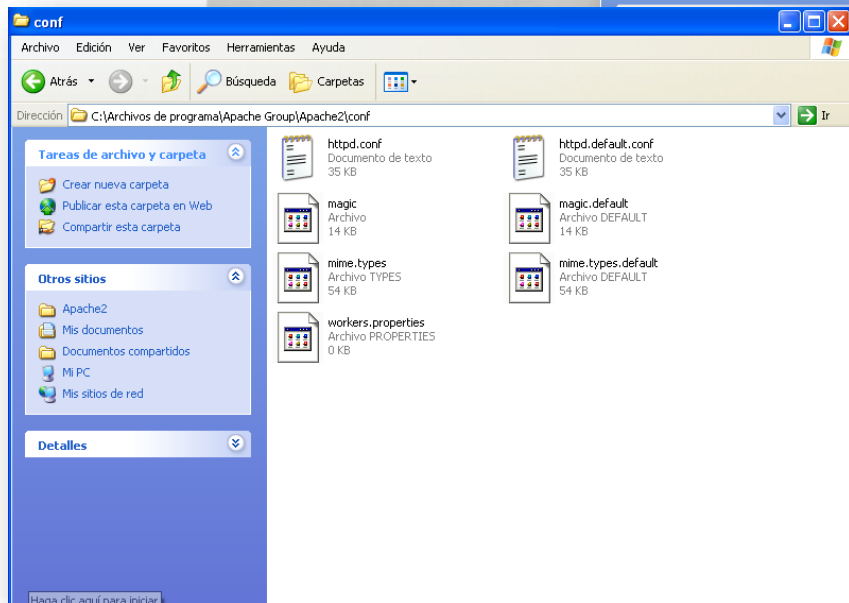 conf
Archivo Edición Ver Favoritos Herramientas Ayuda
Atrás Búsqueda Carpetas
Dirección C:\Archivos de programa\Apache Group\Apache2\conf Ir
Tareas de archivo y carpeta
Crear nueva carpeta
Publicar esta carpeta en Web
Compartir esta carpeta
Otros sitios
Apache2
Mis documentos
Documentos compartidos
Mi PC
Mis sitios de red
Detalles
Haga clic aquí para iniciar
httpd.conf
Documento de texto
35 KB
httpd.default.conf
Documento de texto
35 KB
magic
Archivo
14 KB
magic.default
Archivo DEFAULT
14 KB
mime.types
Archivo TYPES
54 KB
mime.types.default
Archivo DEFAULT
54 KB
workers.properties
Archivo PROPERTIES
0 KB